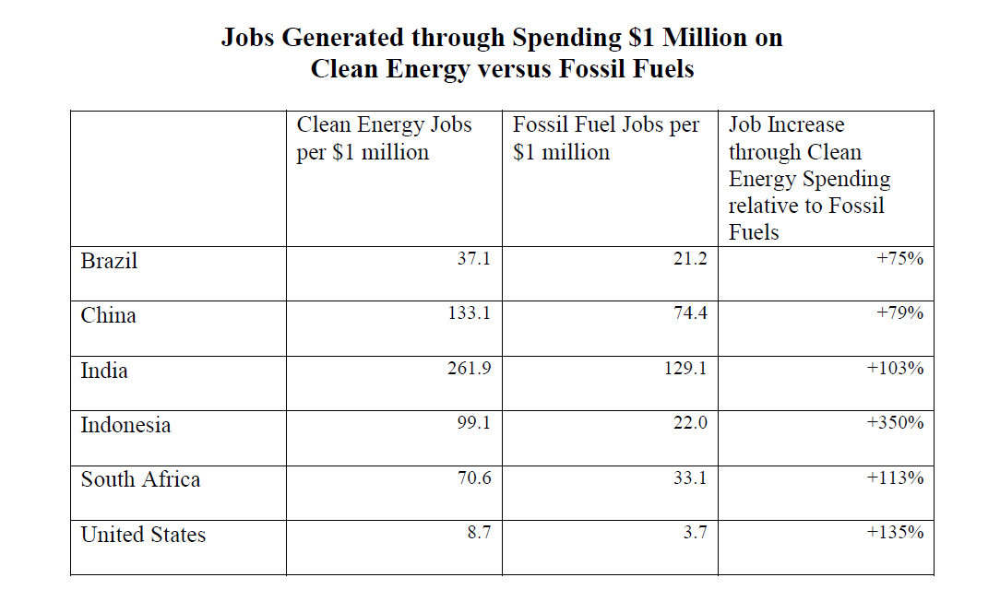 Jobs Generated through Spending $1 Million on
Clean Energy versus Fossil Fuels
Clean Energy Jobs
per $1 million
Fossil Fuel Jobs per
$1 million
Job Increase
through Clean
Energy Spending
relative to Fossil
Fuels
Brazil 37.1 21.2 +75%
China 133.1 74.4 +79%
India 261.9 129.1 +103%
Indonesia 99.1 22.0 +350%
South Africa 70.6 33.1 +113%
United States 8.7 3.7 +135%